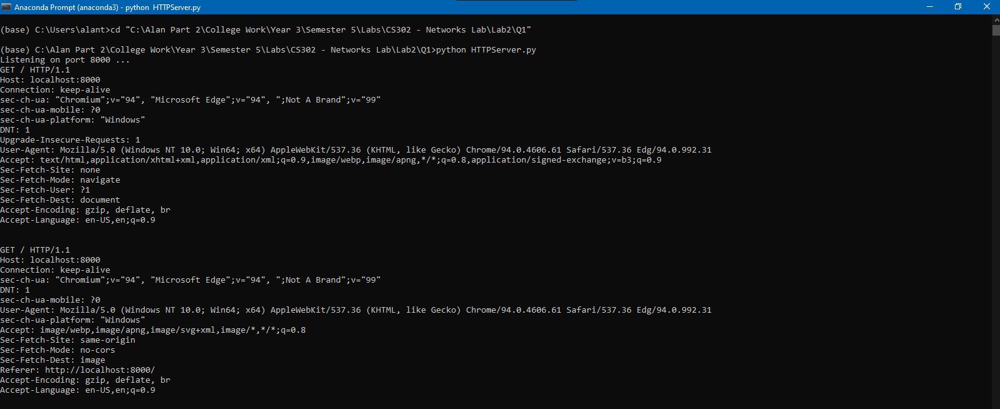 Anaconda Prompt (anaconda3) - python  HTTPServer.py
(base) C:\Users\alant>cd "C:\Alan Part 2\College Work\Year 3\Semester 5\Labs\CS302 - Networks Lab\Lab2\Q1"
(base) C:\Alan Part 2\College Work\Year 3\Semester 5\Labs\CS302 - Networks Lab\Lab2\Q1>python HTTPServer.py
Listening on port 8000 ...
GET / HTTP/1.1
Host: localhost:8000
Connection: keep-alive
sec-ch-ua: "Chromium";v="94", "Microsoft Edge";v="94", ";Not A Brand";v="99"
sec-ch-ua-mobile: ?0
sec-ch-ua-platform: "Windows"
DNT: 1
Upgrade-Insecure-Requests: 1
User-Agent: Mozilla/5.0 (Windows NT 10.0; Win64; x64) AppleWebKit/537.36 (KHTML, like Gecko) Chrome/94.0.4606.61 Safari/537.36 Edg/94.0.992.31
Accept: text/html,application/xhtml+xml,application/xml;q=0.9,image/webp,image/apng,*/*;q=0.8,application/signed-exchange;v=b3;q=0.9
Sec-Fetch-Site: none
Sec-Fetch-Mode: navigate
Sec-Fetch-User: ?1
Sec-Fetch-Dest: document
Accept-Encoding: gzip, deflate, br
Accept-Language: en-US,en;q=0.9
GET / HTTP/1.1
Host: localhost:8000
Connection: keep-alive
sec-ch-ua: "Chromium";v="94", "Microsoft Edge";v="94", ";Not A Brand";v="99"
DNT: 1
sec-ch-ua-mobile: ?0
User-Agent: Mozilla/5.0 (Windows NT 10.0; Win64; x64) AppleWebKit/537.36 (KHTML, like Gecko) Chrome/94.0.4606.61 Safari/537.36 Edg/94.0.992.31
sec-ch-ua-platform: "Windows"
Accept: image/webp,image/apng,image/svg+xml,image/*,*/*;q=0.8
Sec-Fetch-Site: same-origin
Sec-Fetch-Mode: no-cors
Sec-Fetch-Dest: image
Referer: http://localhost:8000/
Accept-Encoding: gzip, deflate, br
Accept-Language: en-US,en;q=0.9